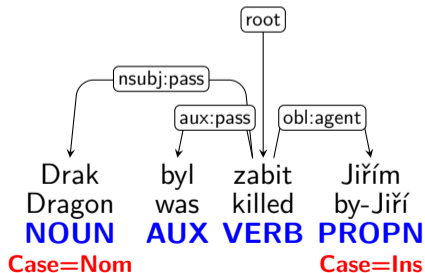 root
nsubj:pass
aux:pass obl:agent
Drak byl zabit Jiřím
Dragon was killed by-Jiří
NOUN AUX VERB PROPN
Case=Nom Case=Ins